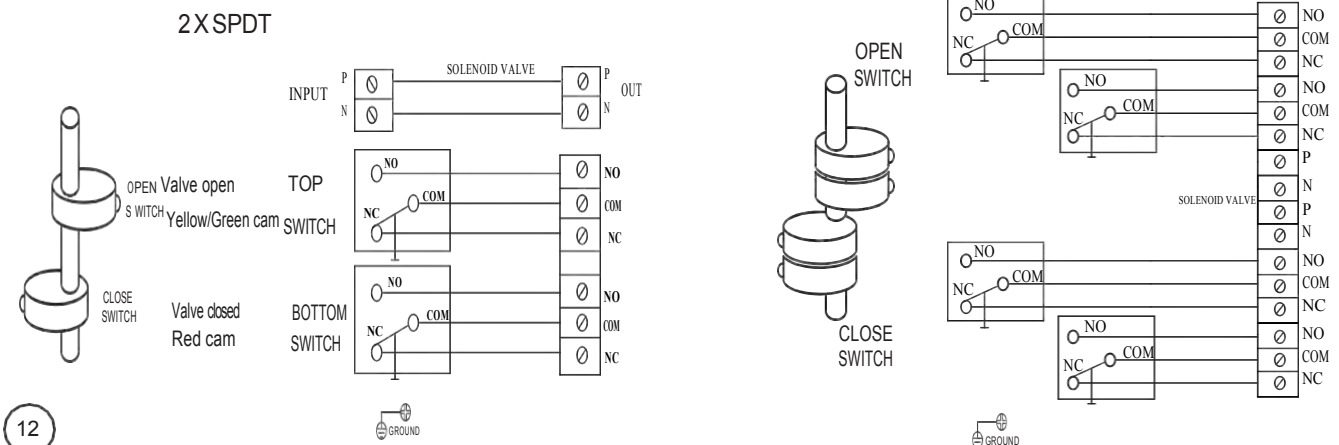 2 X SPDT
INPUT
P
N
SOLENOID VALVE
P
N
OUT
OPEN
S WITCH
Valve open
Yellow/Green cam
TOP
SWITCH
NO
COM
NC
NO
COM
NC
CLOSE
SWITCH
Valve closed
Red cam
BOTTOM
SWITCH
NO
COM
NC
NO
COM
NC
GROUND
12
OPEN
SWITCH
CLOSE
SWITCH
NO
COM
NC
NO
COM
NC
NO
COM
NC
NO
COM
NC
SOLENOID VALVE
NO
COM
NC
NO
COM
NC
P
N
P
N
NO
COM
NC
NO
COM
NC
GROUND